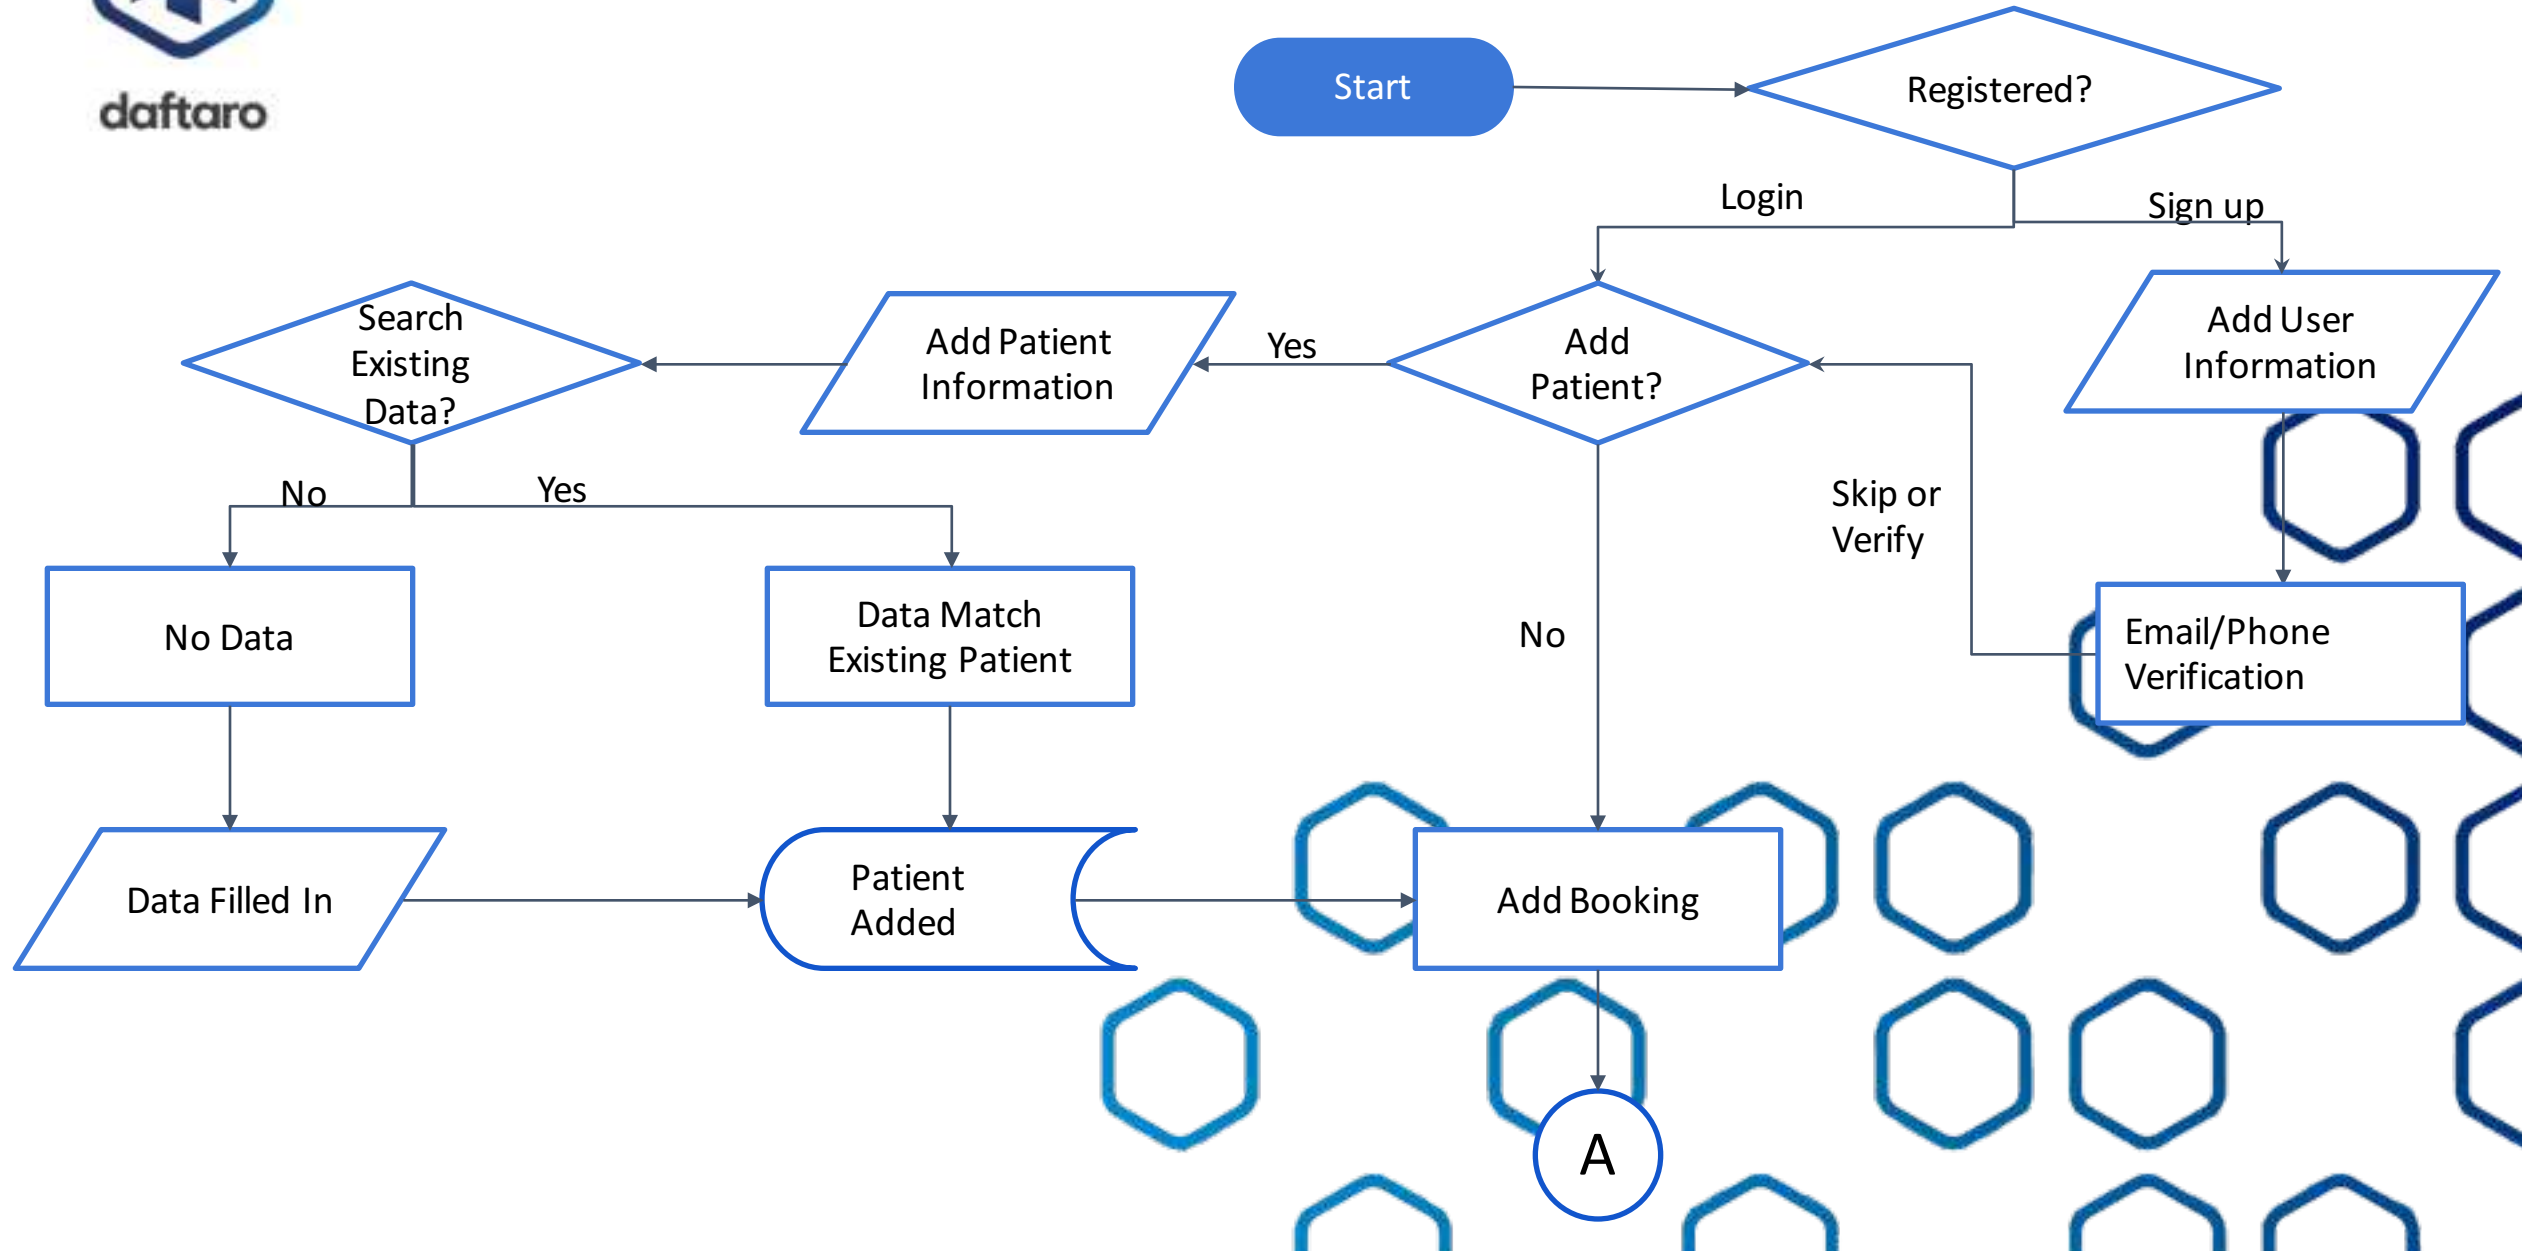 daftaro
Start
Registered?
Login
Sign up
Search
Existing
Data?
Add Patient
Information
Yes
Add
Patient?
Add User
Information
No
Yes
Skip or
Verify
No Data
Data Match
Existing Patient
No
Email/Phone
Verification
Data Filled In
Patient
Added
Add Booking
A